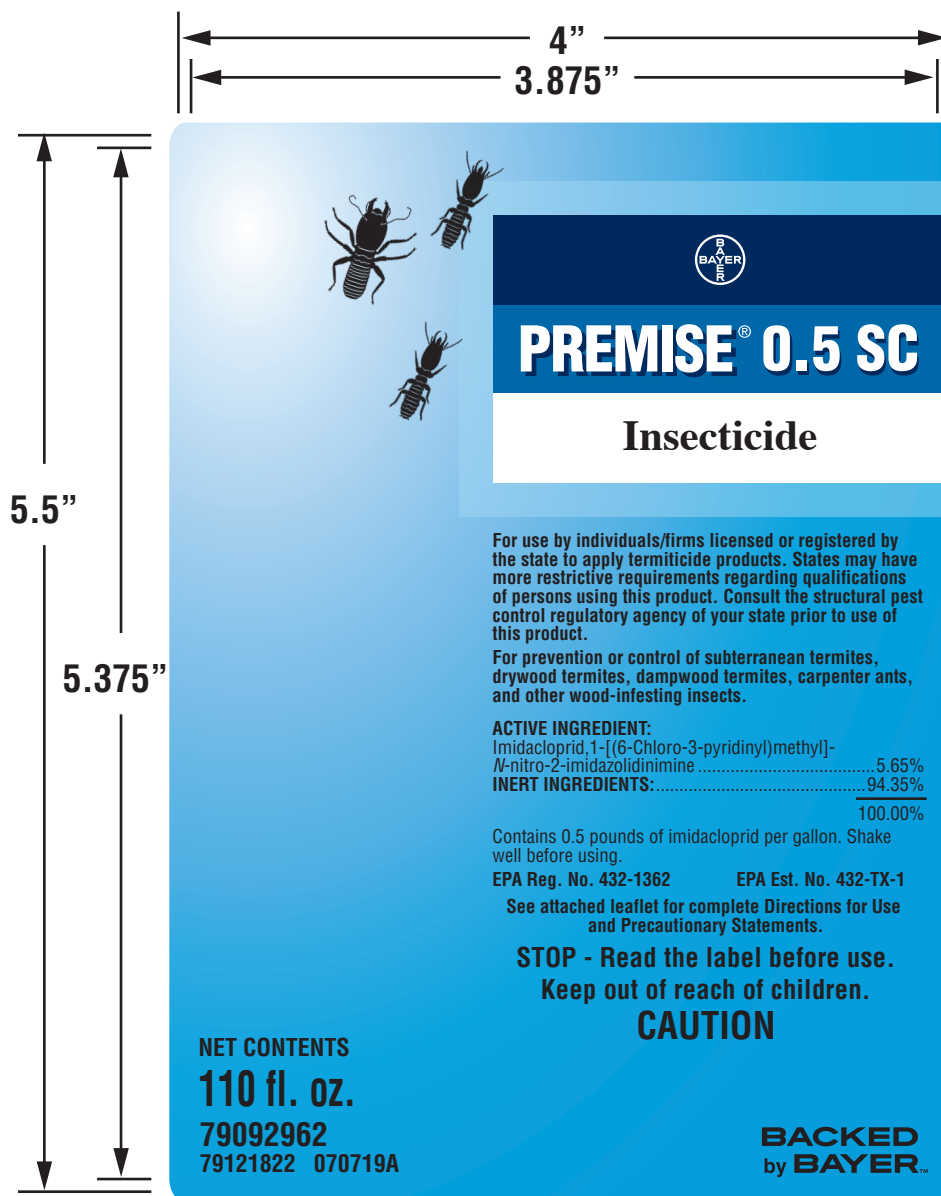 4”
3.875”
5.5”
5.375”
B
A
BAYER
E
R
PREMISE® 0.5 SC
Insecticide
For use by individuals/firms licensed or registered by
the state to apply termiticide products. States may have
more restrictive requirements regarding qualifications
of persons using this product. Consult the structural pest
control regulatory agency of your state prior to use of
this product.
For prevention or control of subterranean termites,
drywood termites, dampwood termites, carpenter ants,
and other wood-infesting insects.
ACTIVE INGREDIENT:
Imidacloprid,1-[(6-Chloro-3-pyridinyl)methyl]-
N-nitro-2-imidazolidinimine ...................................... 5.65%
INERT INGREDIENTS:............................................. 94.35%
100.00%
Contains 0.5 pounds of imidacloprid per gallon. Shake
well before using.
EPA Reg. No. 432-1362 EPA Est. No. 432-TX-1
See attached leaflet for complete Directions for Use
and Precautionary Statements.
STOP - Read the label before use.
Keep out of reach of children.
CAUTION
NET CONTENTS
110 fl. oz.
79092962
79121822 070719A
BACKED
by BAYER™